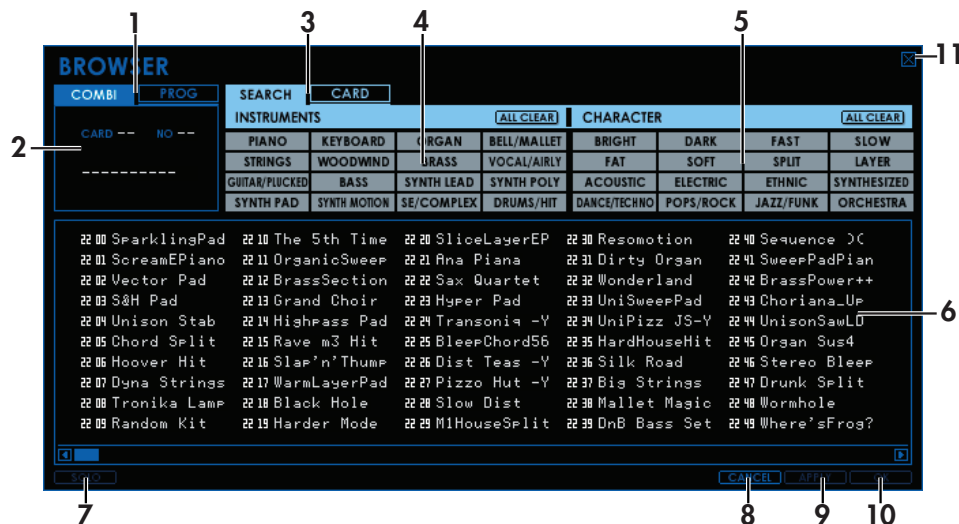 1 3 4 5
BROWSER 11
COMBI PROG SEARCH CARD
INSTRUMENTS ALL CLEAR CHARACTER ALL CLEAR
CARD -- NO --
2
----------
PIANO KEYBOARD ORGAN BELL/MALLET BRIGHT DARK FAST SLOW
STRINGS WOODWIND BRASS VOCAL/AIRLY FAT SOFT SPLIT LAYER
GUITAR/PLUCKED BASS SYNTH LEAD SYNTH POLY ACOUSTIC ELECTRIC ETHNIC SYNTHESIZED
SYNTH PAD SYNTH MOTION SE/COMPLEX DRUMS/HIT DANCE/TECHNO POPS/ROCK JAZZ/FUNK ORCHESTRA
22 00 SparklingPad 22 10 The 5th Time 22 20 SliceLayerEP 22 30 Resomotion 22 40 Sequence )(
22 01 ScreamEPiano 22 11 OrganicSweep 22 21 Ana Piana 22 31 Dirty Organ 22 41 SweepPadPian
22 02 Vector Pad 22 12 BrassSection 22 22 Sax Quartet 22 32 Wonderland 22 42 BrassPower++
22 03 S&H Pad 22 13 Grand Choir 22 23 Hyper Pad 22 33 UniSweepPad 22 43 Choriana_Up
22 04 Unison Stab 22 14 Highpass Pad 22 24 Transoniq -Y 22 34 UniPizz JS-Y 22 44 UnisonSawLD 6
22 05 Chord Split 22 15 Rave m3 Hit 22 25 BleepChord56 22 35 HardHouseHit 22 45 Organ Sus4
22 06 Hoover Hit 22 16 Slap'n'Thump 22 26 Dist Teas -Y 22 36 Silk Road 22 46 Stereo Bleep
22 07 Dyna Strings 22 17 WarmLayerPad 22 27 Pizzo Hut -Y 22 37 Big Strings 22 47 Drunk Split
22 08 Tronika Lamp 22 18 Black Hole 22 28 Slow Dist 22 38 Mallet Magic 22 48 Wormhole
22 09 Random Kit 22 19 Harder Mode 22 29 M1HouseSplit 22 39 DnB Bass Set 22 49 Where'sFrog?
SOLO CANCEL APPLY OK
7 8 9 10